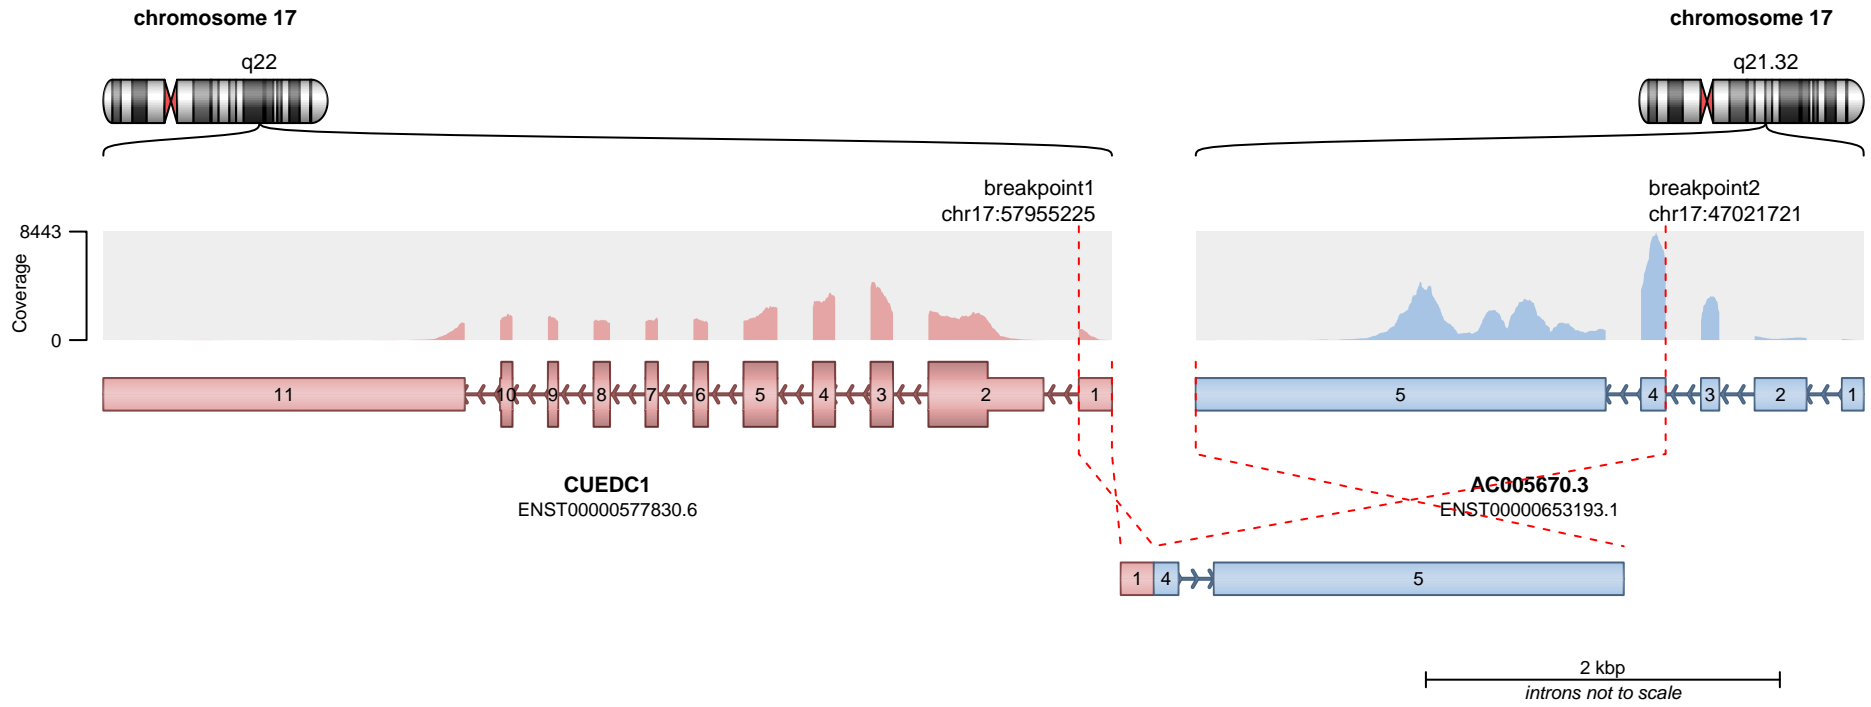 chromosome 17
chromosome 17
q22
q21.32
breakpoint1
chr17:57955225
breakpoint2
chr17:47021721
8443
Coverage
0
11
10
9
8
7
6
5
4
3
2
1
5
4
3
2
1
CUEDC1
ENST00000577830.6
AC005670.3
ENST00000653193.1
1
4
5
2 kbp
introns not to scale